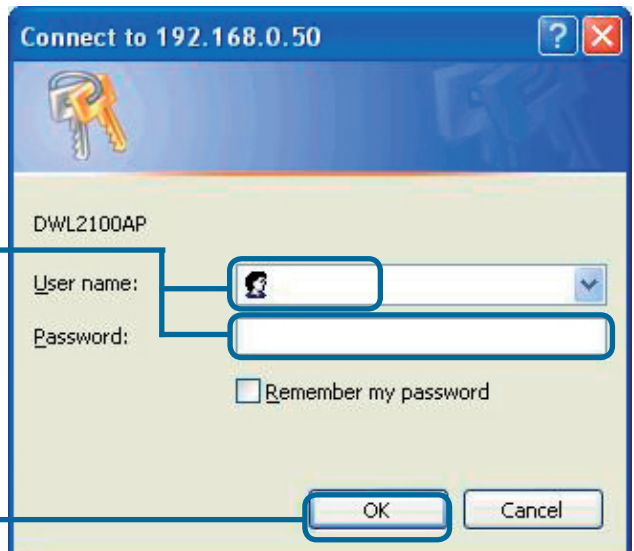 Connect to 192.168.0.50
DWL2100AP
User name:
Password:
Remember my password
OK
Cancel